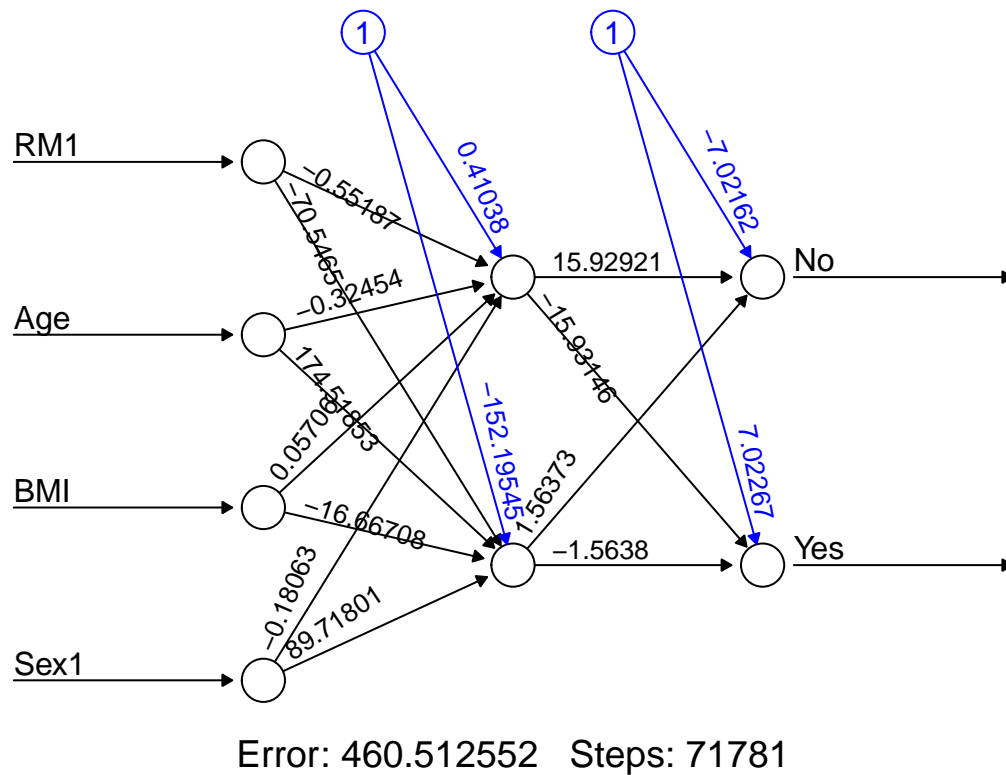 1
1
RM1
−0.55187
−70.5465
0.41038
−7.02162
Age
−0.32454
174.51853
15.92921
No
−15.93146
BMI
0.05706
−16.66708
−152.19545
1.56373
7.02267
−1.5638
Yes
Sex1
−0.18063
89.71801
Error: 460.512552 Steps: 71781